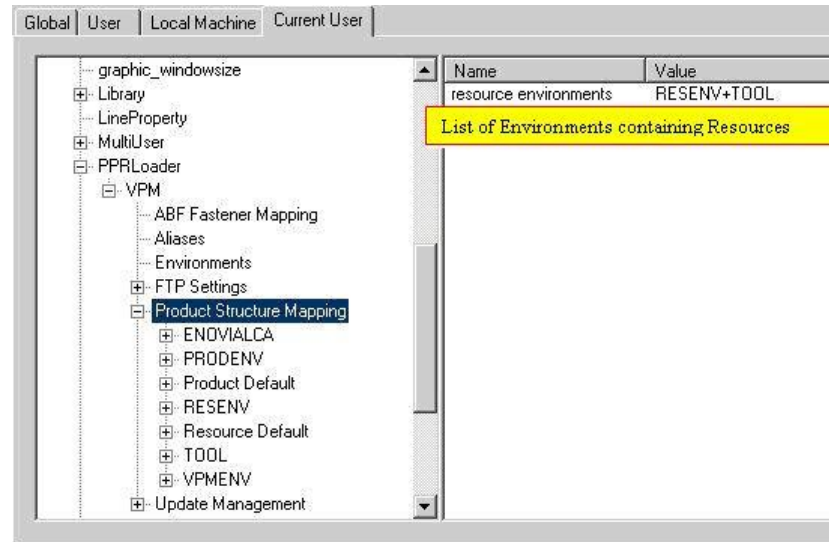 Global User Local Machine Current User
graphic_windowsize
Library
LineProperty
MultiUser
PPRLoader
VPM
ABF Fastener Mapping
Aliases
Environments
FTP Settings
Product Structure Mapping
ENOVIALCA
PRODENV
Product Default
RESENV
Resource Default
TOOL
VPMENV
Update Management
Name Value
resource environments RESENV+TOOL
List of Environments containing Resources